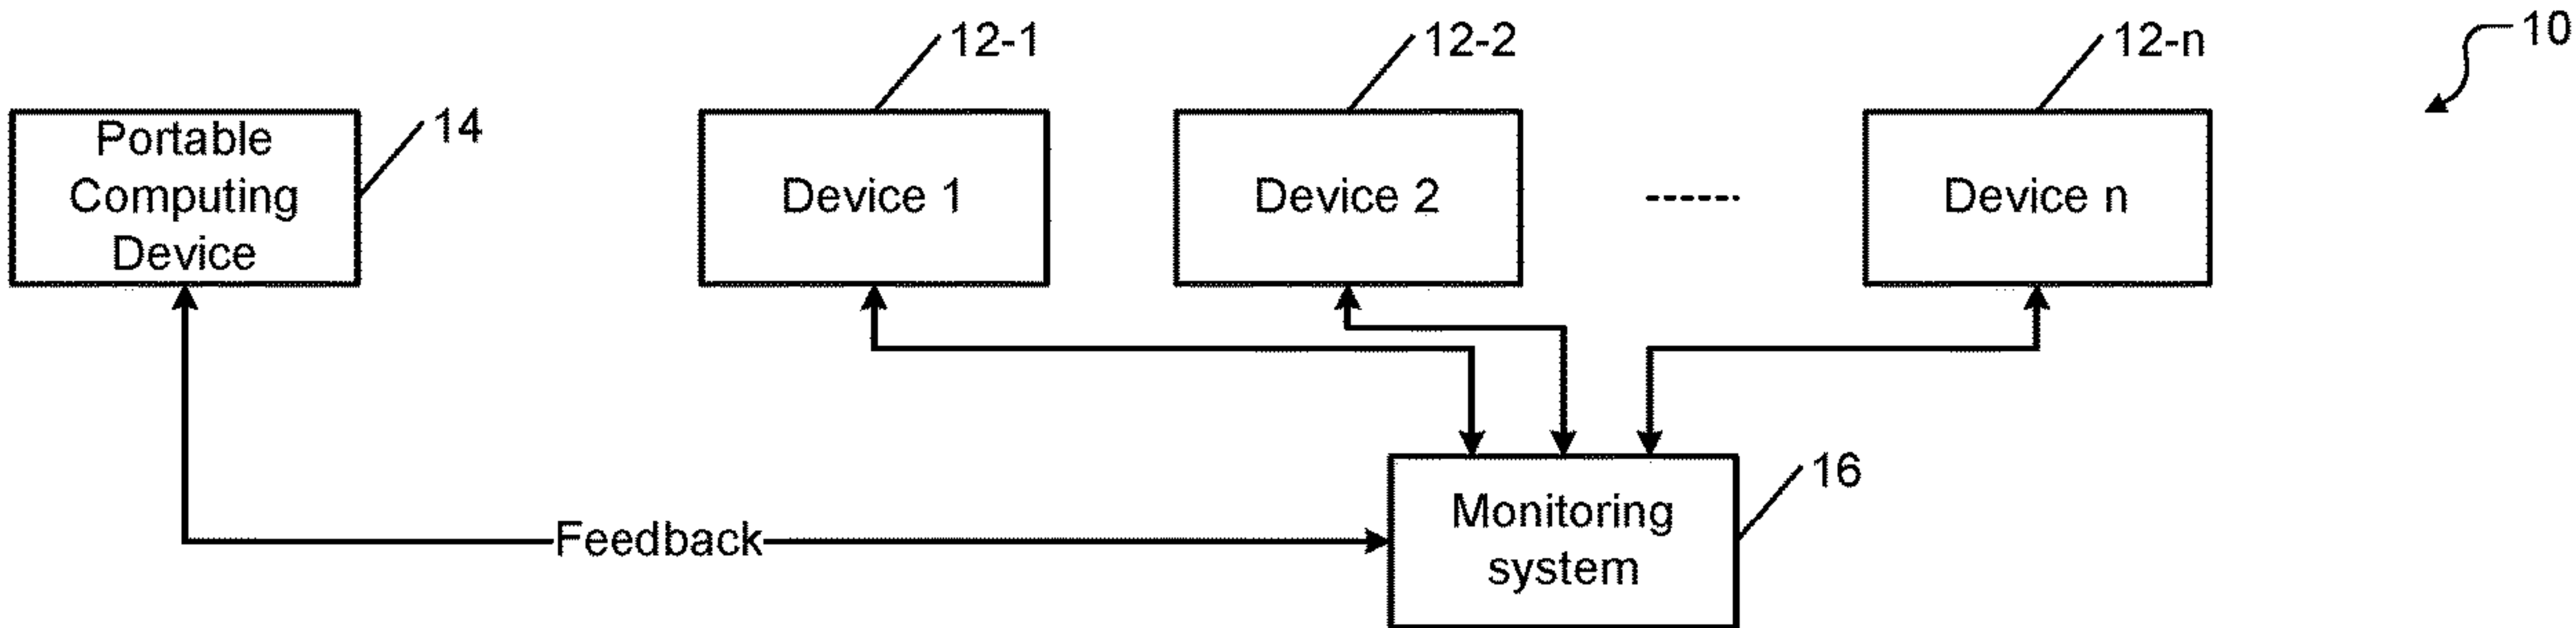 12-1
12-2
12-n
10
Portable
Computing
Device
14
Device 1
Device 2
Device n
Feedback
Monitoring
system
16